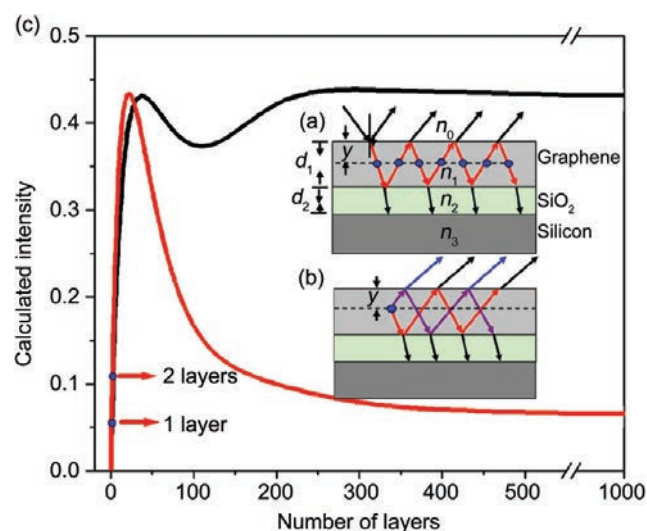 (c)
0.5
0.4
0.3
0.2
0.1
0.0
Calculated intensity
2 layers
1 layer
(a)
n0
y
d1
n1
Graphene
d2
n2
SiO2
n3
Silicon
(b)
y
0 100 200 300 400 500 1000
Number of layers